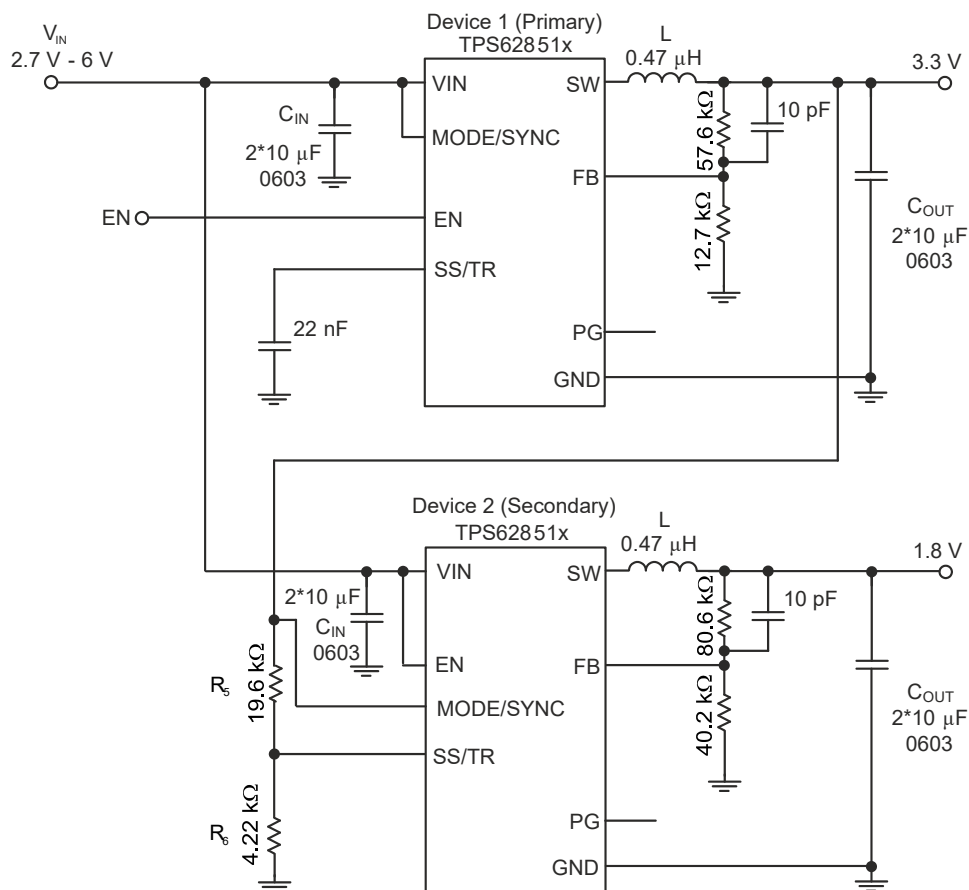 Device 1 (Primary)
TPS62851x
V_IN
2.7 V - 6 V
L
0.47 µH
3.3 V
VIN
SW
C_IN
2*10 µF
0603
MODE/SYNC
57.6 kΩ
10 pF
FB
EN
EN
12.7 kΩ
C_OUT
2*10 µF
0603
SS/TR
22 nF
PG
GND
Device 2 (Secondary)
TPS62851x
L
0.47 µH
1.8 V
VIN
SW
2*10 µF
C_IN
0603
80.6 kΩ
10 pF
EN
FB
R₅
19.6 kΩ
MODE/SYNC
40.2 kΩ
C_OUT
2*10 µF
0603
SS/TR
R₆
4.22 kΩ
PG
GND